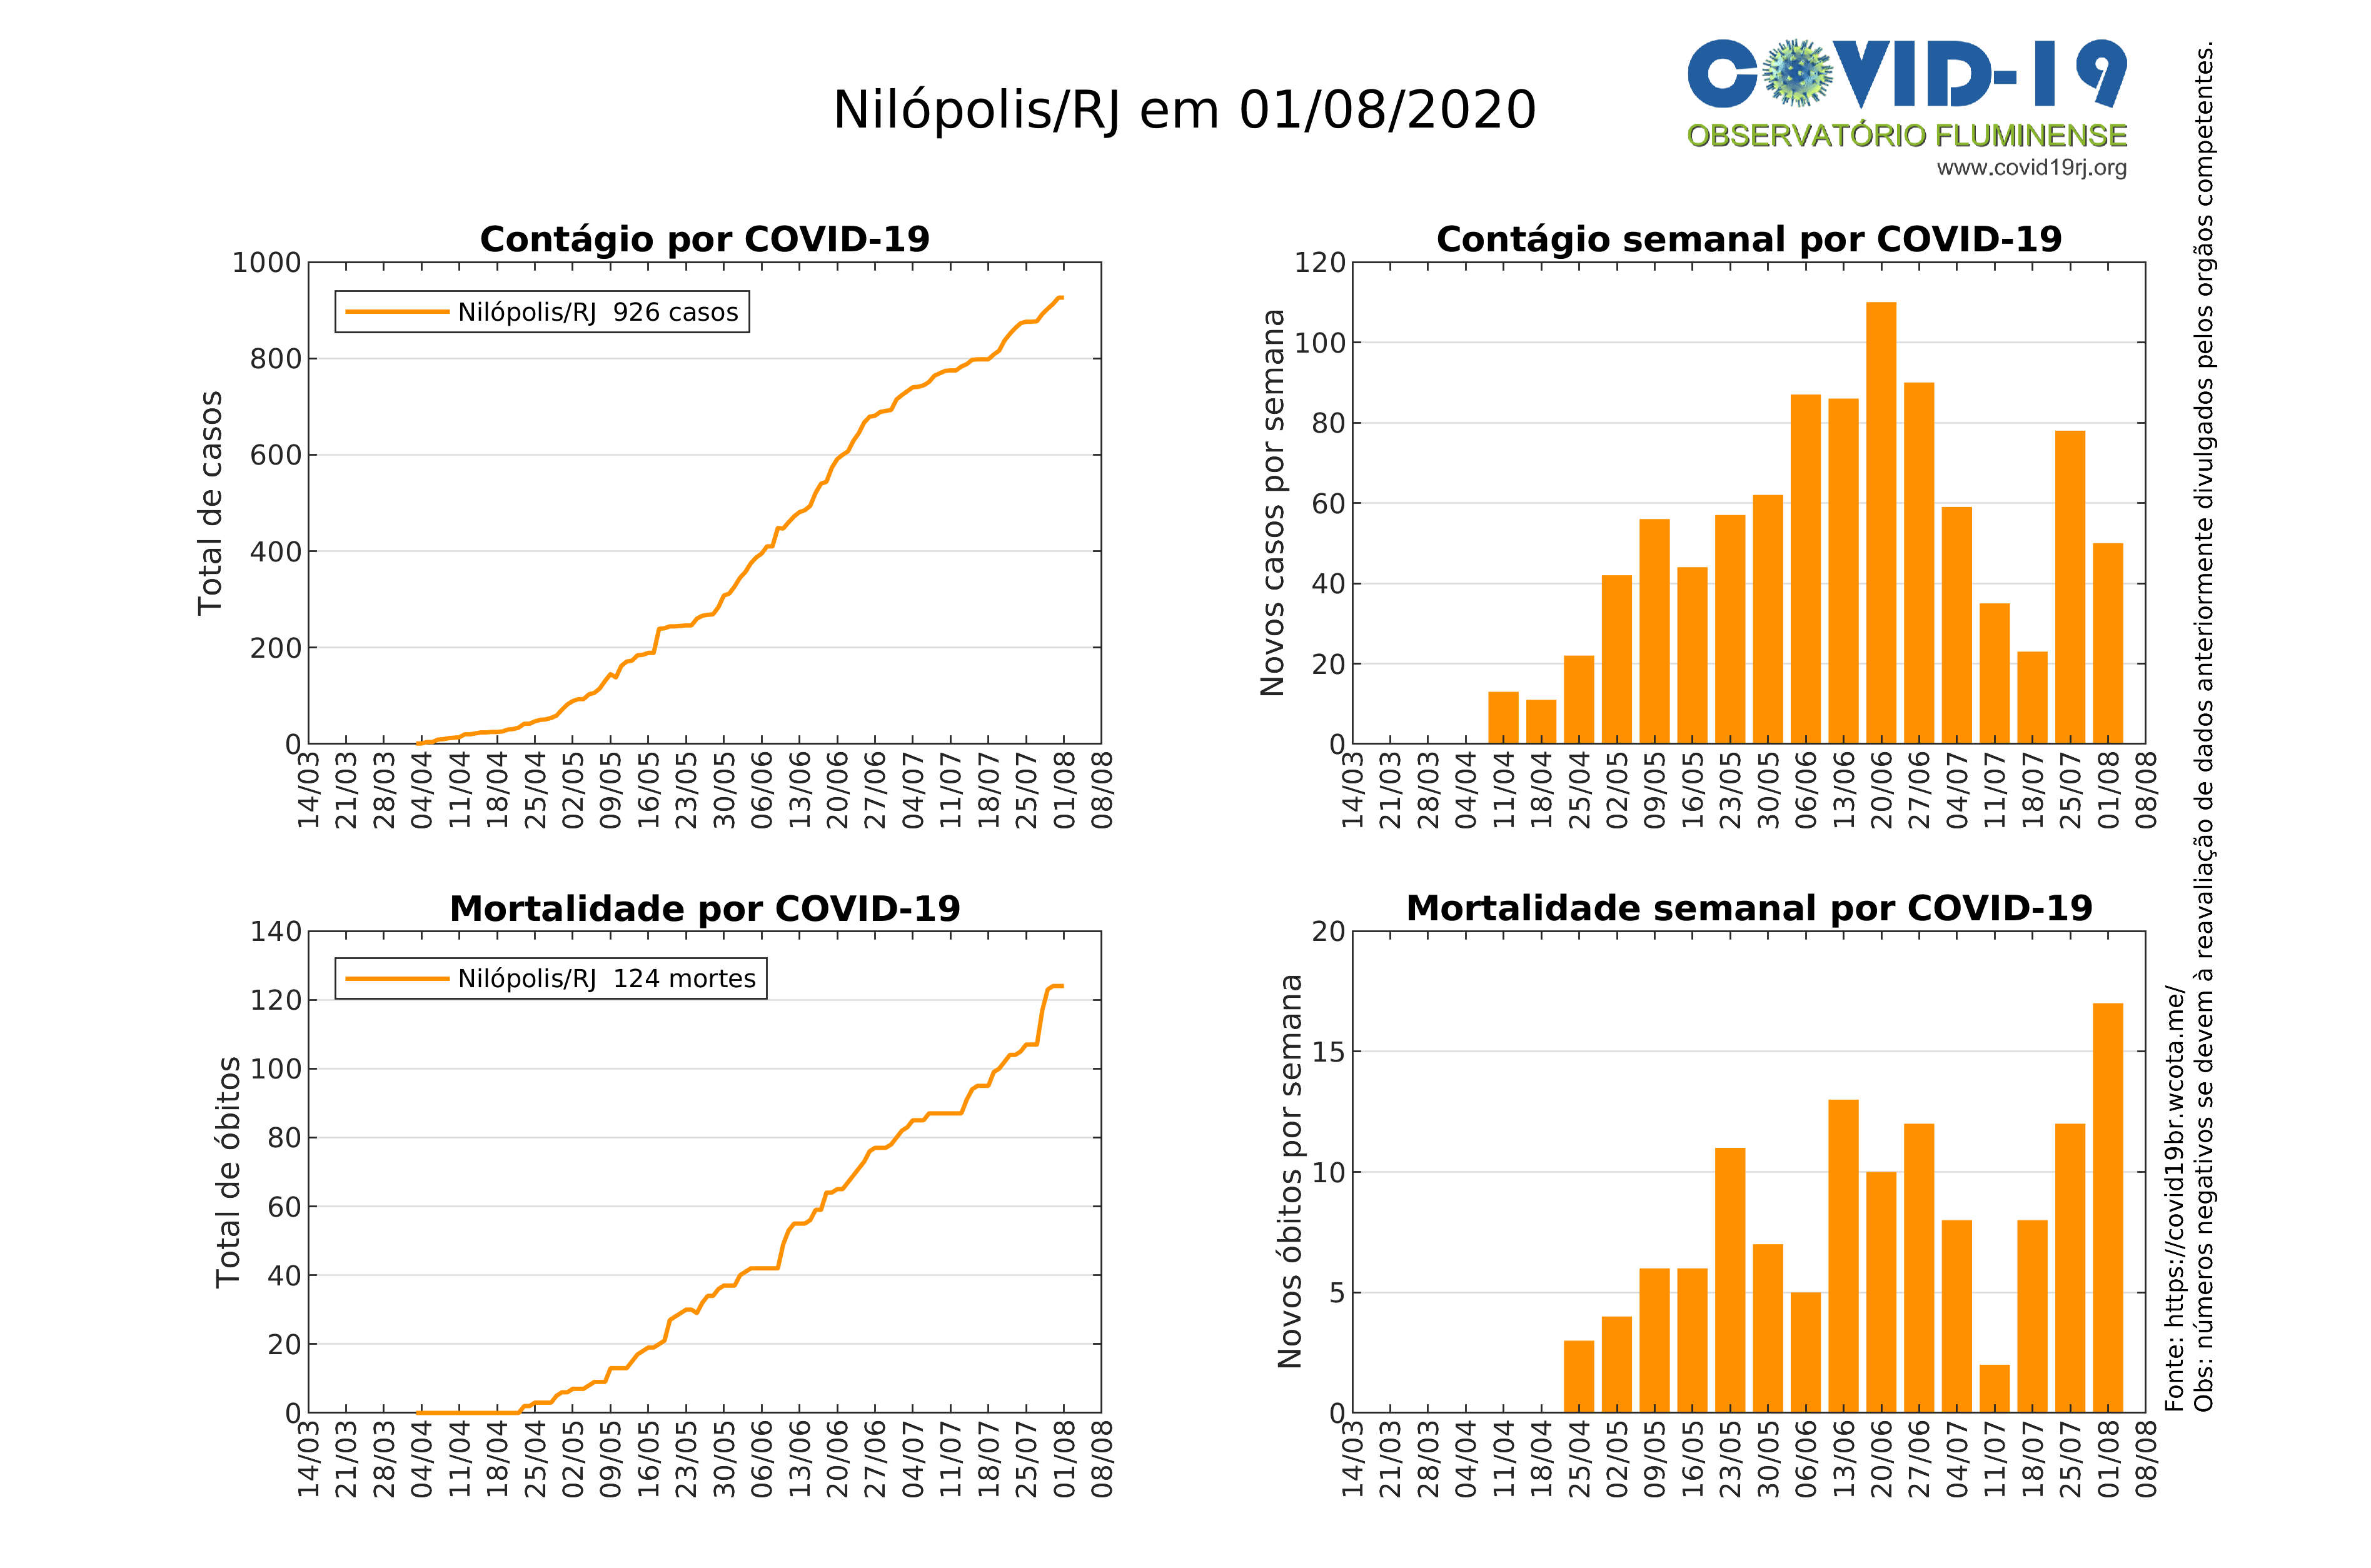 Nilópolis/RJ em 01/08/2020
COVID-19
OBSERVATÓRIO FLUMINENSE
www.covid19rj.org
Contágio por COVID-19
Total de casos
1000
800
600
400
200
0
Nilópolis/RJ 926 casos
14/03 21/03 28/03 04/04 11/04 18/04 25/04 02/05 09/05 16/05 23/05 30/05 06/06 13/06 20/06 27/06 04/07 11/07 18/07 25/07 01/08 08/08
Contágio semanal por COVID-19
Novos casos por semana
120
100
80
60
40
20
0
14/03 21/03 28/03 04/04 11/04 18/04 25/04 02/05 09/05 16/05 23/05 30/05 06/06 13/06 20/06 27/06 04/07 11/07 18/07 25/07 01/08 08/08
Mortalidade por COVID-19
Total de óbitos
140
120
100
80
60
40
20
0
Nilópolis/RJ 124 mortes
14/03 21/03 28/03 04/04 11/04 18/04 25/04 02/05 09/05 16/05 23/05 30/05 06/06 13/06 20/06 27/06 04/07 11/07 18/07 25/07 01/08 08/08
Mortalidade semanal por COVID-19
Novos óbitos por semana
20
15
10
5
0
14/03 21/03 28/03 04/04 11/04 18/04 25/04 02/05 09/05 16/05 23/05 30/05 06/06 13/06 20/06 27/06 04/07 11/07 18/07 25/07 01/08 08/08
Fonte: https://covid19br.wcota.me/
Obs: números negativos se devem à reavaliação de dados anteriormente divulgados pelos orgãos competentes.